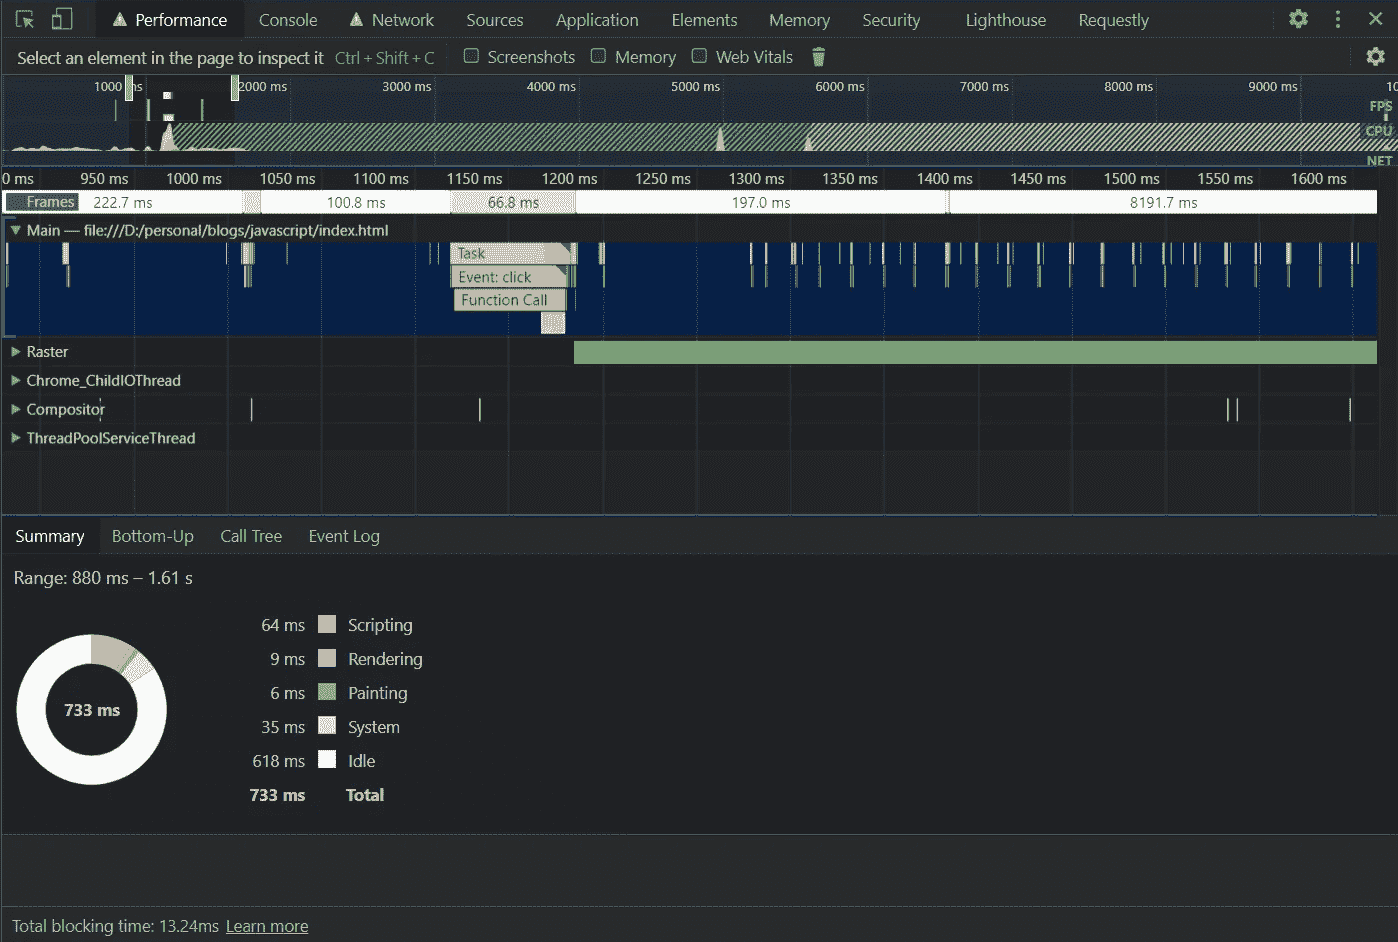 Performance Console Network Sources Application Elements Memory Security Lighthouse Requestly
Select an element in the page to inspect it Ctrl + Shift + C Screenshots Memory Web Vitals
1000 ms 2000 ms 3000 ms 4000 ms 5000 ms 6000 ms 7000 ms 8000 ms 9000 ms 10
FPS
CPU
NET
0 ms 950 ms 1000 ms 1050 ms 1100 ms 1150 ms 1200 ms 1250 ms 1300 ms 1350 ms 1400 ms 1450 ms 1500 ms 1550 ms 1600 ms
Frames 222.7 ms 100.8 ms 66.8 ms 197.0 ms 8191.7 ms
Main — file:///D:/personal/blogs/javascript/index.html
Task
Event: click
Function Call
Raster
Chrome_ChildIOThread
Compositor
ThreadPoolServiceThread
Summary Bottom-Up Call Tree Event Log
Range: 880 ms – 1.61 s
64 ms Scripting
9 ms Rendering
6 ms Painting
733 ms
35 ms System
618 ms Idle
733 ms Total
Total blocking time: 13.24ms Learn more